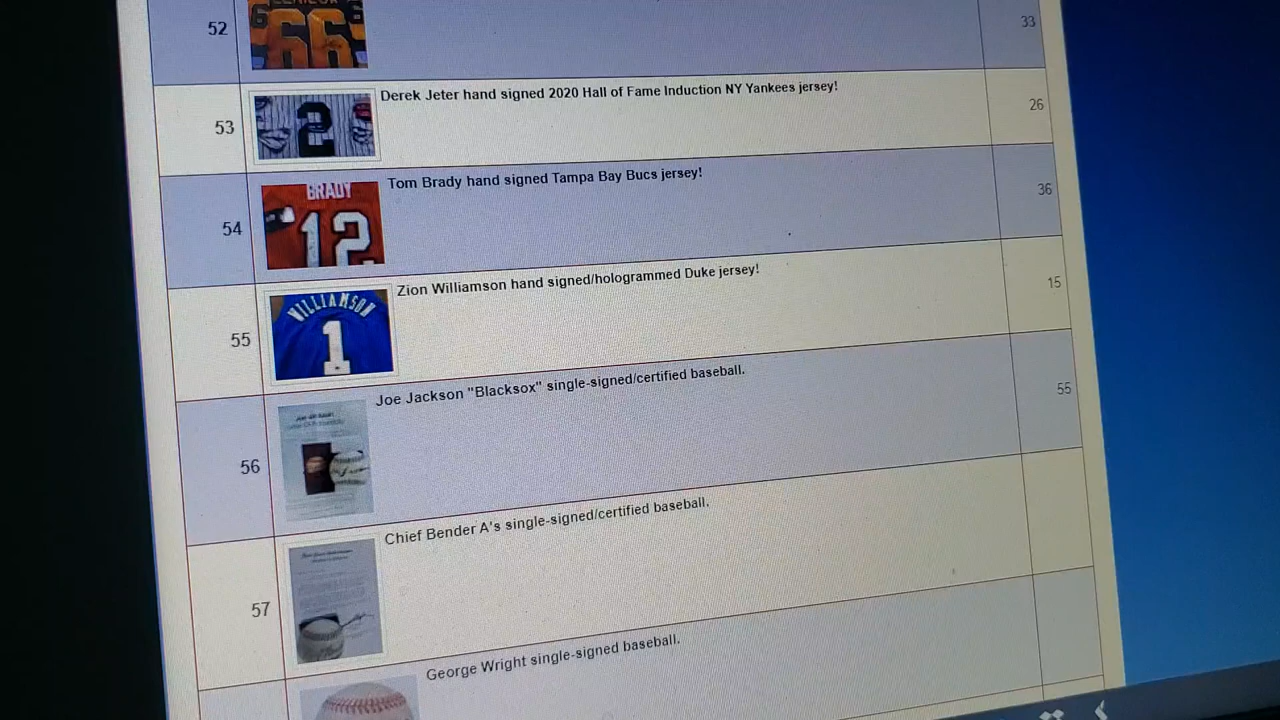 52
66
33
53
2
Derek Jeter hand signed 2020 Hall of Fame Induction NY Yankees jersey!
26
54
BRADY
12
Tom Brady hand signed Tampa Bay Bucs jersey!
36
55
WILLIAMSON
1
Zion Williamson hand signed/hologrammed Duke jersey!
15
56
Joe Jackson "Blacksox" single-signed/certified baseball.
55
57
Chief Bender A's single-signed/certified baseball.
George Wright single-signed baseball.